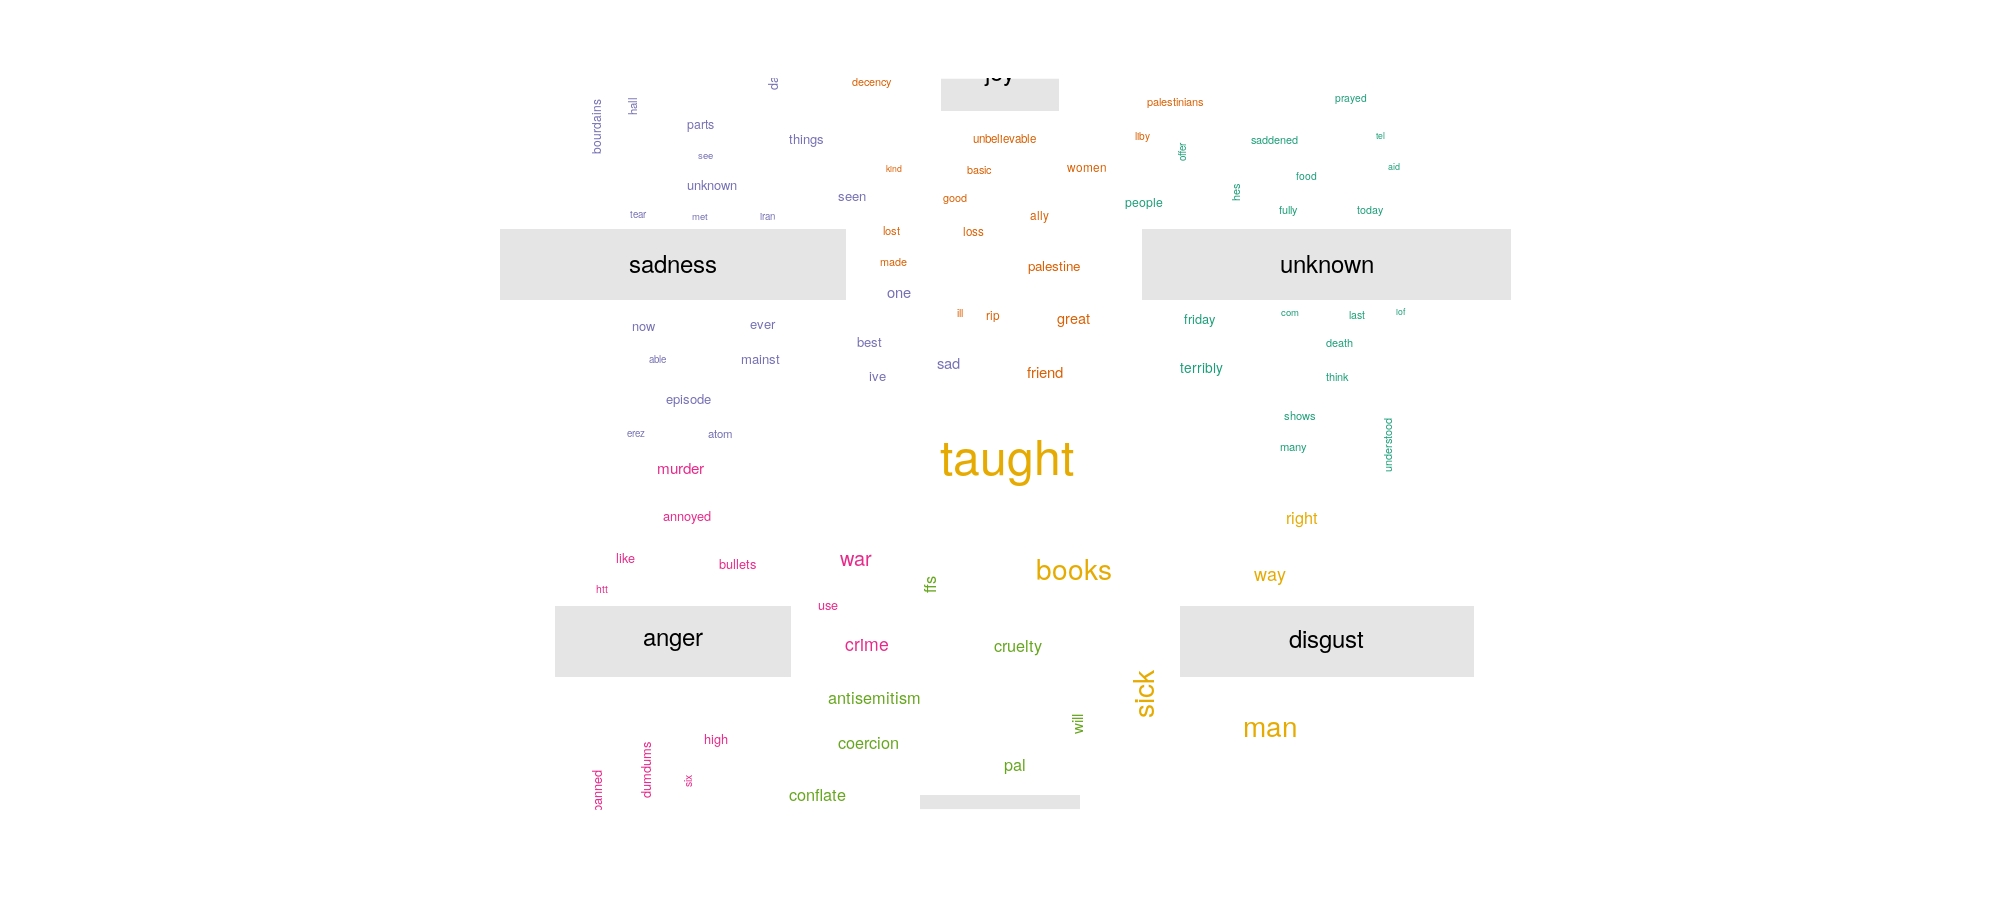 decency
joy
hall
bourdains
parts
things
see
unknown
seen
tear
met
iran
palestinians
prayed
unbelievable
liby
offer
saddened
tel
kind
basic
women
food
aid
good
people
hes
fully
today
ally
lost
loss
sadness
made
palestine
unknown
one
now
ever
ill
rip
great
friday
com
last
iof
best
death
able
mainst
ive
sad
friend
terribly
think
episode
erez
atom
shows
many
understood
murder
taught
annoyed
right
like
bullets
war
books
way
htt
ffs
use
anger
crime
cruelty
disgust
antisemitism
sick
will
man
high
coercion
dumdums
six
pal
conflate